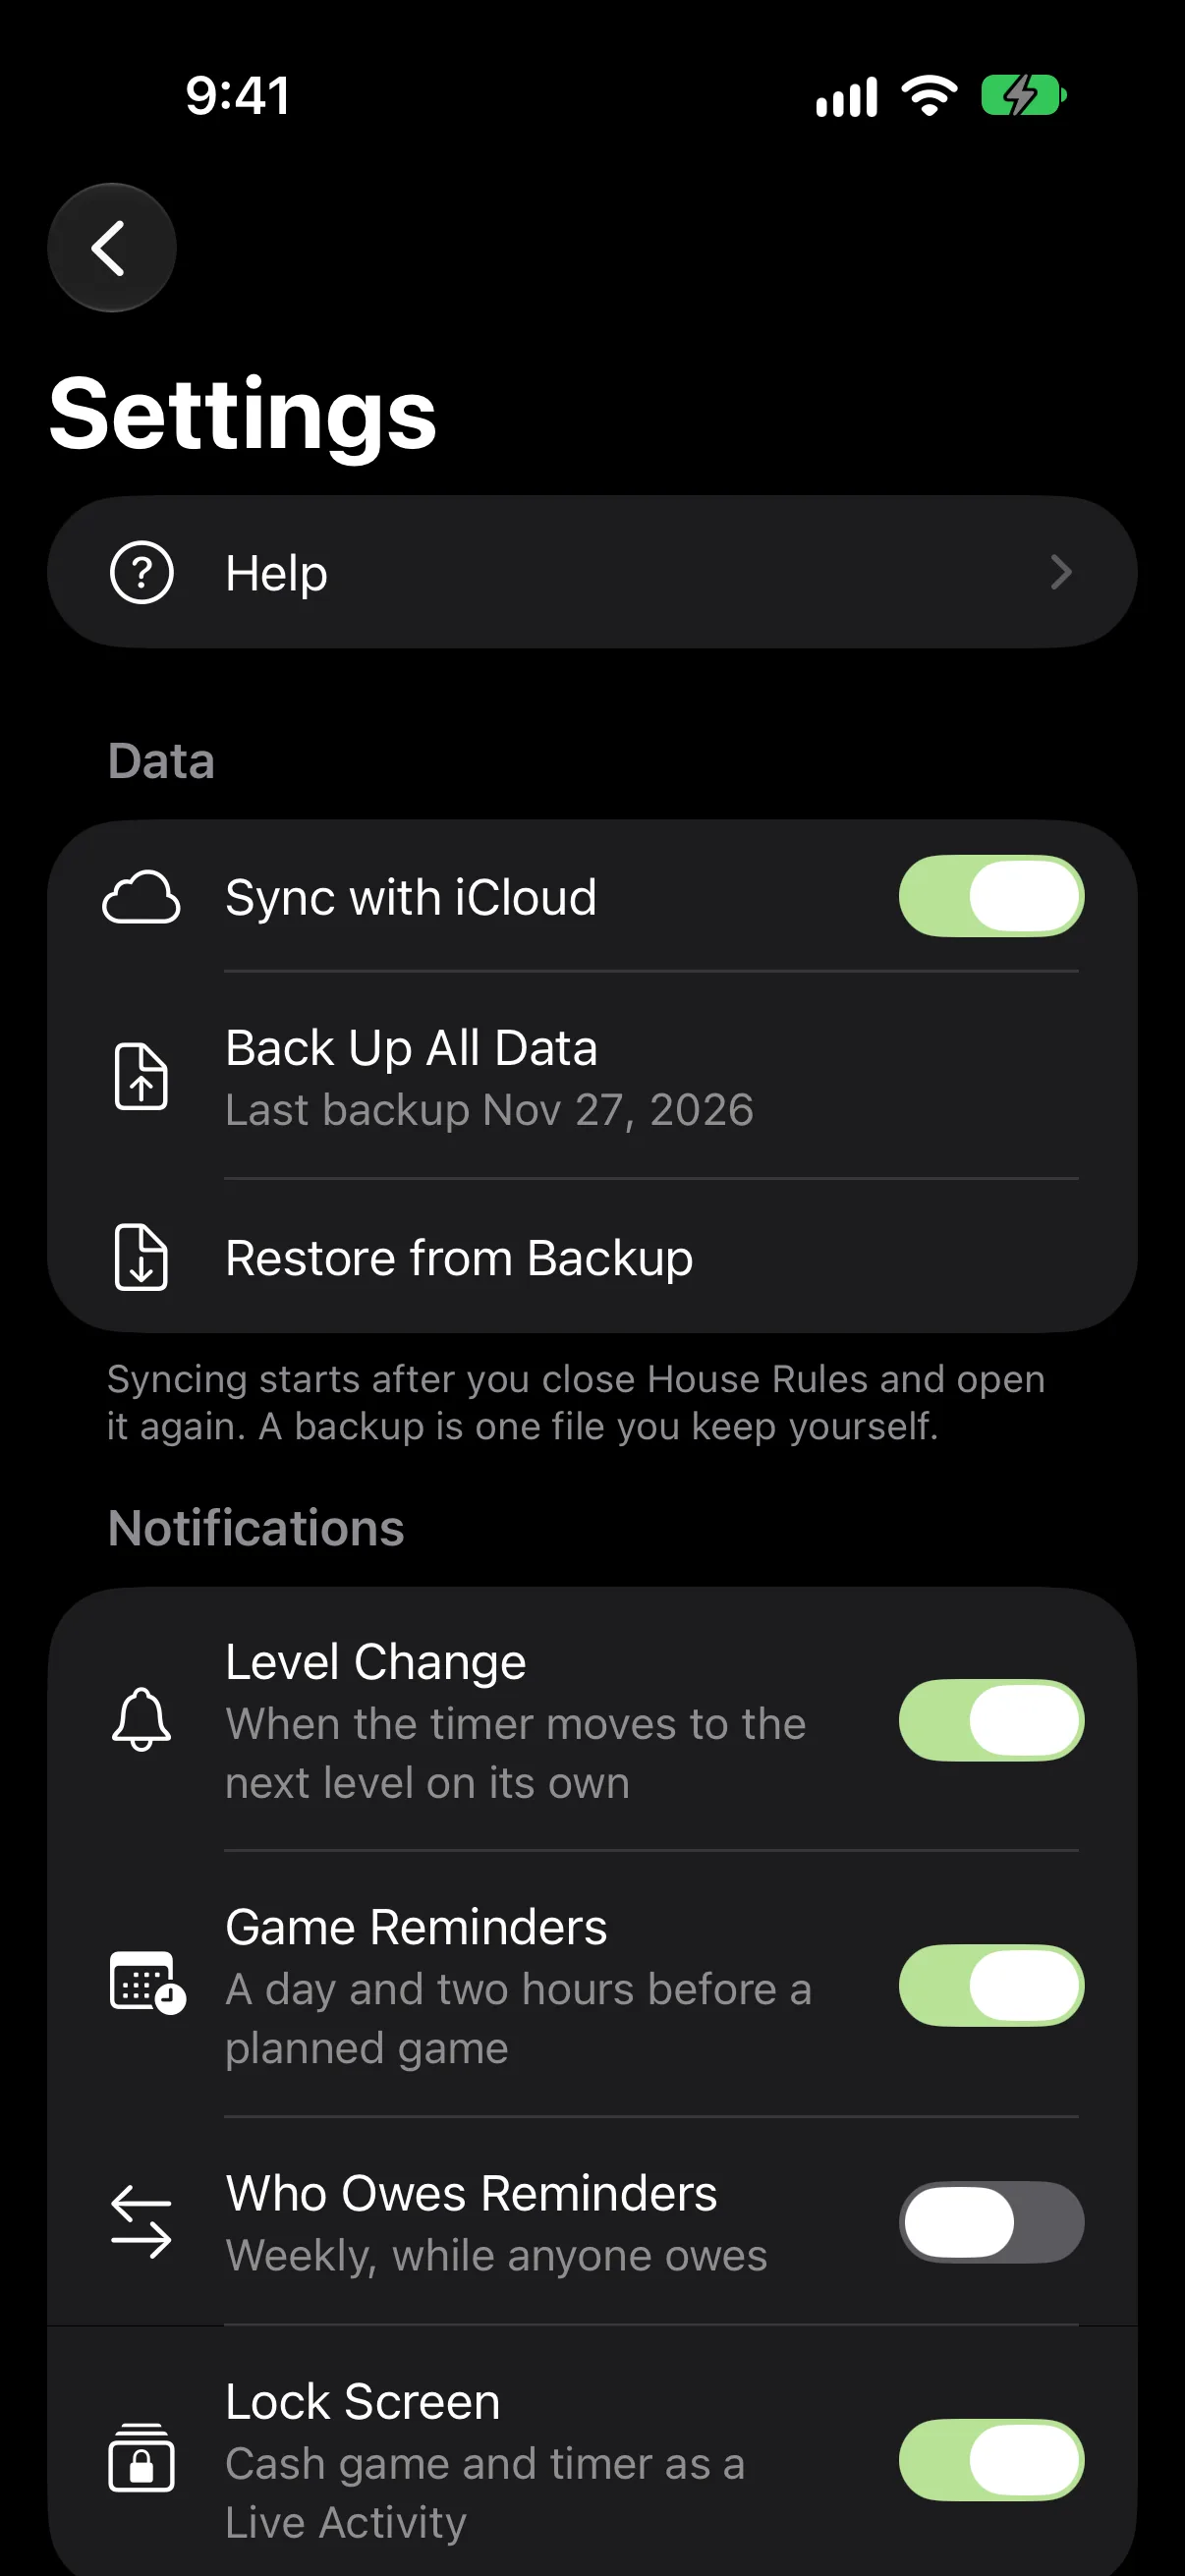 9:41
Settings
Help
Data
Sync with iCloud
Back Up All Data
Last backup Nov 27, 2026
Restore from Backup
Syncing starts after you close House Rules and open
it again. A backup is one file you keep yourself.
Notifications
Level Change
When the timer moves to the
next level on its own
Game Reminders
A day and two hours before a
planned game
Who Owes Reminders
Weekly, while anyone owes
Lock Screen
Cash game and timer as a
Live Activity